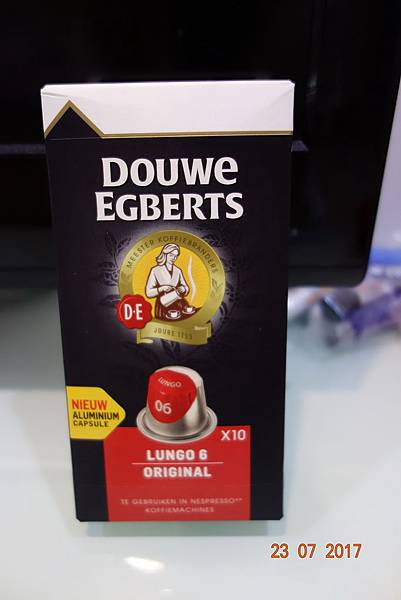 DOUWE
EGBERTS
MEESTER KOFFIEBRANDERS
D·E
JOURE 1753
NIEUW
ALUMINIUM
CAPSULE
LUNGO
06
X10
LUNGO 6
ORIGINAL
TE GEBRUIKEN IN NESPRESSO**
KOFFIEMACHINES
23 07 2017